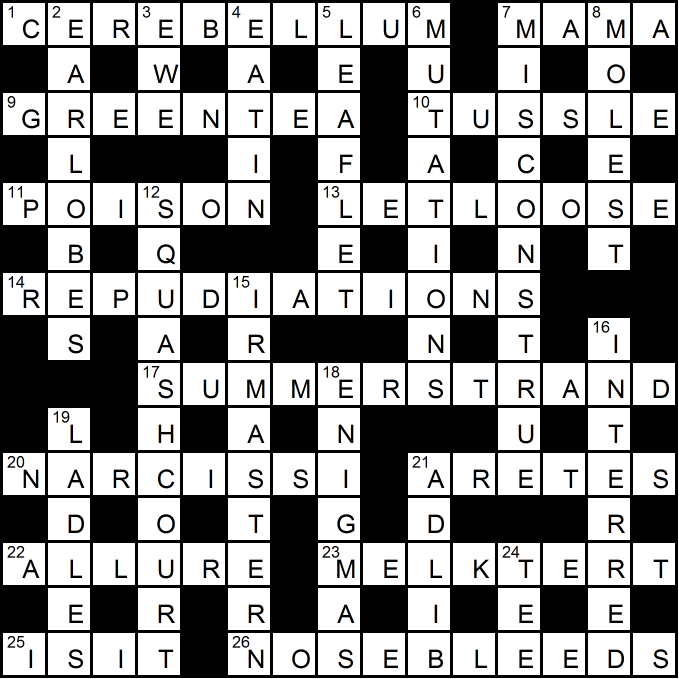 1 C 2 E R 3 E B 4 E L 5 L U 6 M 7 M A 8 M A
A W A E U I O
9 G R E E N T E A 10 T U S S L E
L I F A C E
11 P O I 12 S O N 13 L E T L O O S E
B Q E I N T
14 R E P U D 15 I A T I O N S
S A R N T 16 I
17 S U M M 18 E R S T R A N D
19 L H A N U T
20 N A R C I S S I 21 A R E T E S
D O T G D R
22 A L L U R E 23 M E L K 24 T E R T
E R R A I E E
25 I S I T 26 N O S E B L E E D S